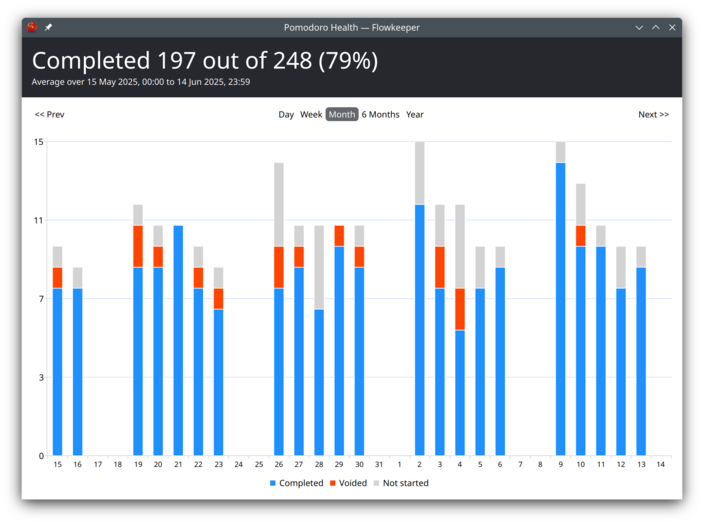 Pomodoro Health — Flowkeeper
Completed 197 out of 248 (79%)
Average over 15 May 2025, 00:00 to 14 Jun 2025, 23:59
<< Prev Day Week Month 6 Months Year Next >>
15
11
7
3
0
15 16 17 18 19 20 21 22 23 24 25 26 27 28 29 30 31 1 2 3 4 5 6 7 8 9 10 11 12 13 14
Completed Voided Not started